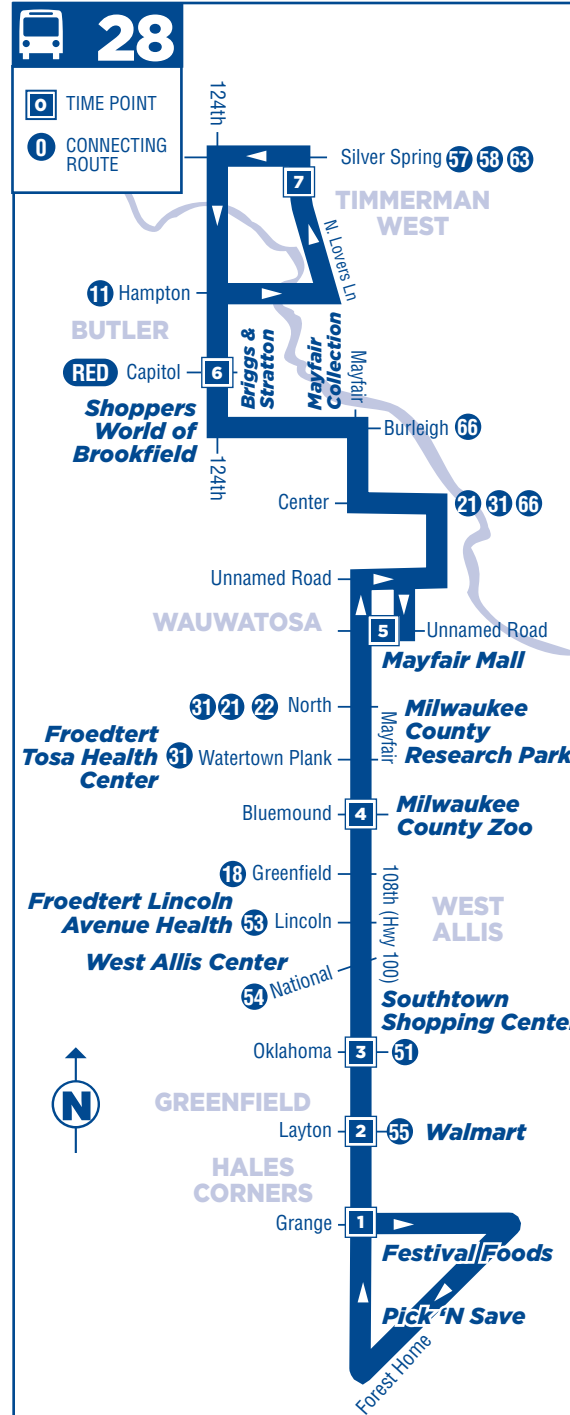 28
0 TIME POINT
0 CONNECTING
ROUTE
124th
Silver Spring 57 58 63
7
TIMMERMAN
WEST
N. Lovers Ln
11 Hampton
BUTLER
RED Capitol 6
Briggs &
Stratton
Mayfair
Collection
Mayfair
Shoppers
World of
Brookfield
124th
Burleigh 66
Center 21 31 66
Unnamed Road
WAUWATOSA
5 Unnamed Road
Mayfair Mall
31 21 22 North
Mayfair
Milwaukee
County
Research Park
Froedtert
Tosa Health
Center
31 Watertown Plank
Bluemound 4
Milwaukee
County Zoo
18 Greenfield
108th (Hwy 100)
WEST
ALLIS
Froedtert Lincoln
Avenue Health
53 Lincoln
West Allis Center
54 National
Southtown
Shopping Center
Oklahoma 3 51
N
GREENFIELD
Layton 2 55 Walmart
HALES
CORNERS
Grange 1
Festival Foods
Pick ‘N Save
Forest Home